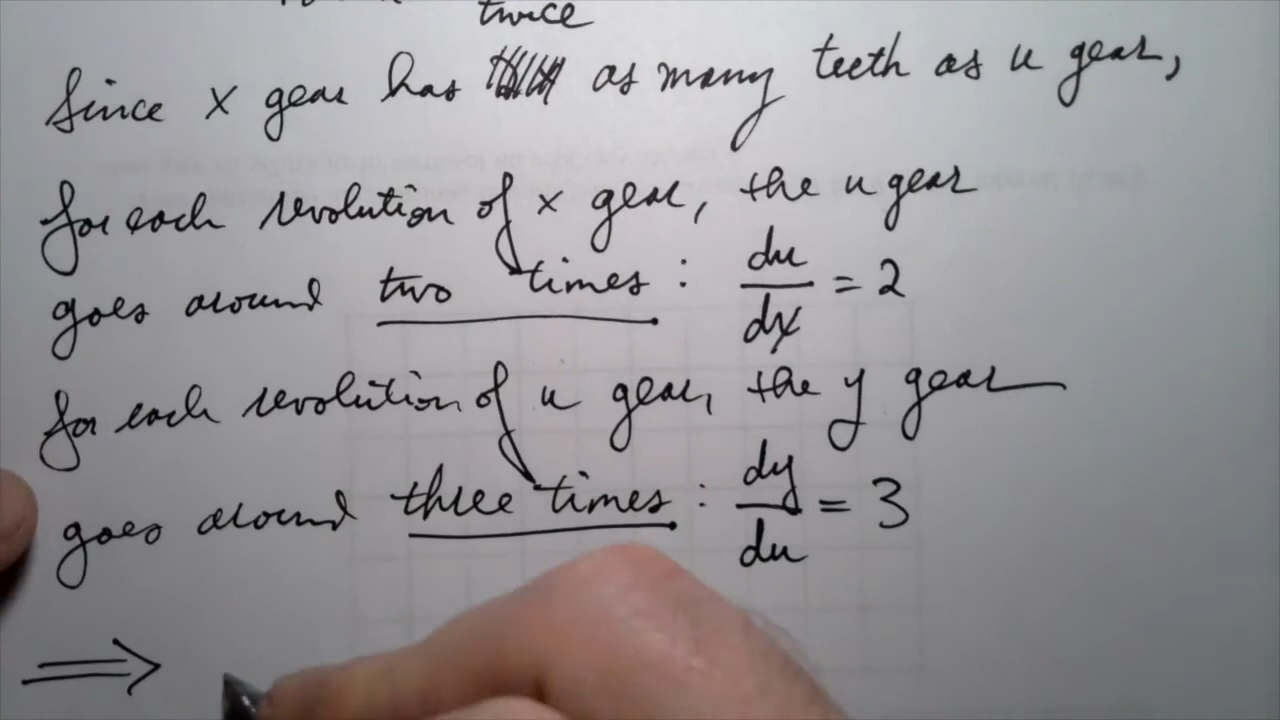 twice
Since x gear has as many teeth as u gear,
for each revolution of x gear, the u gear
goes around two times : du/dx = 2
for each revolution of u gear, the y gear
goes around three times : dy/du = 3
⇒